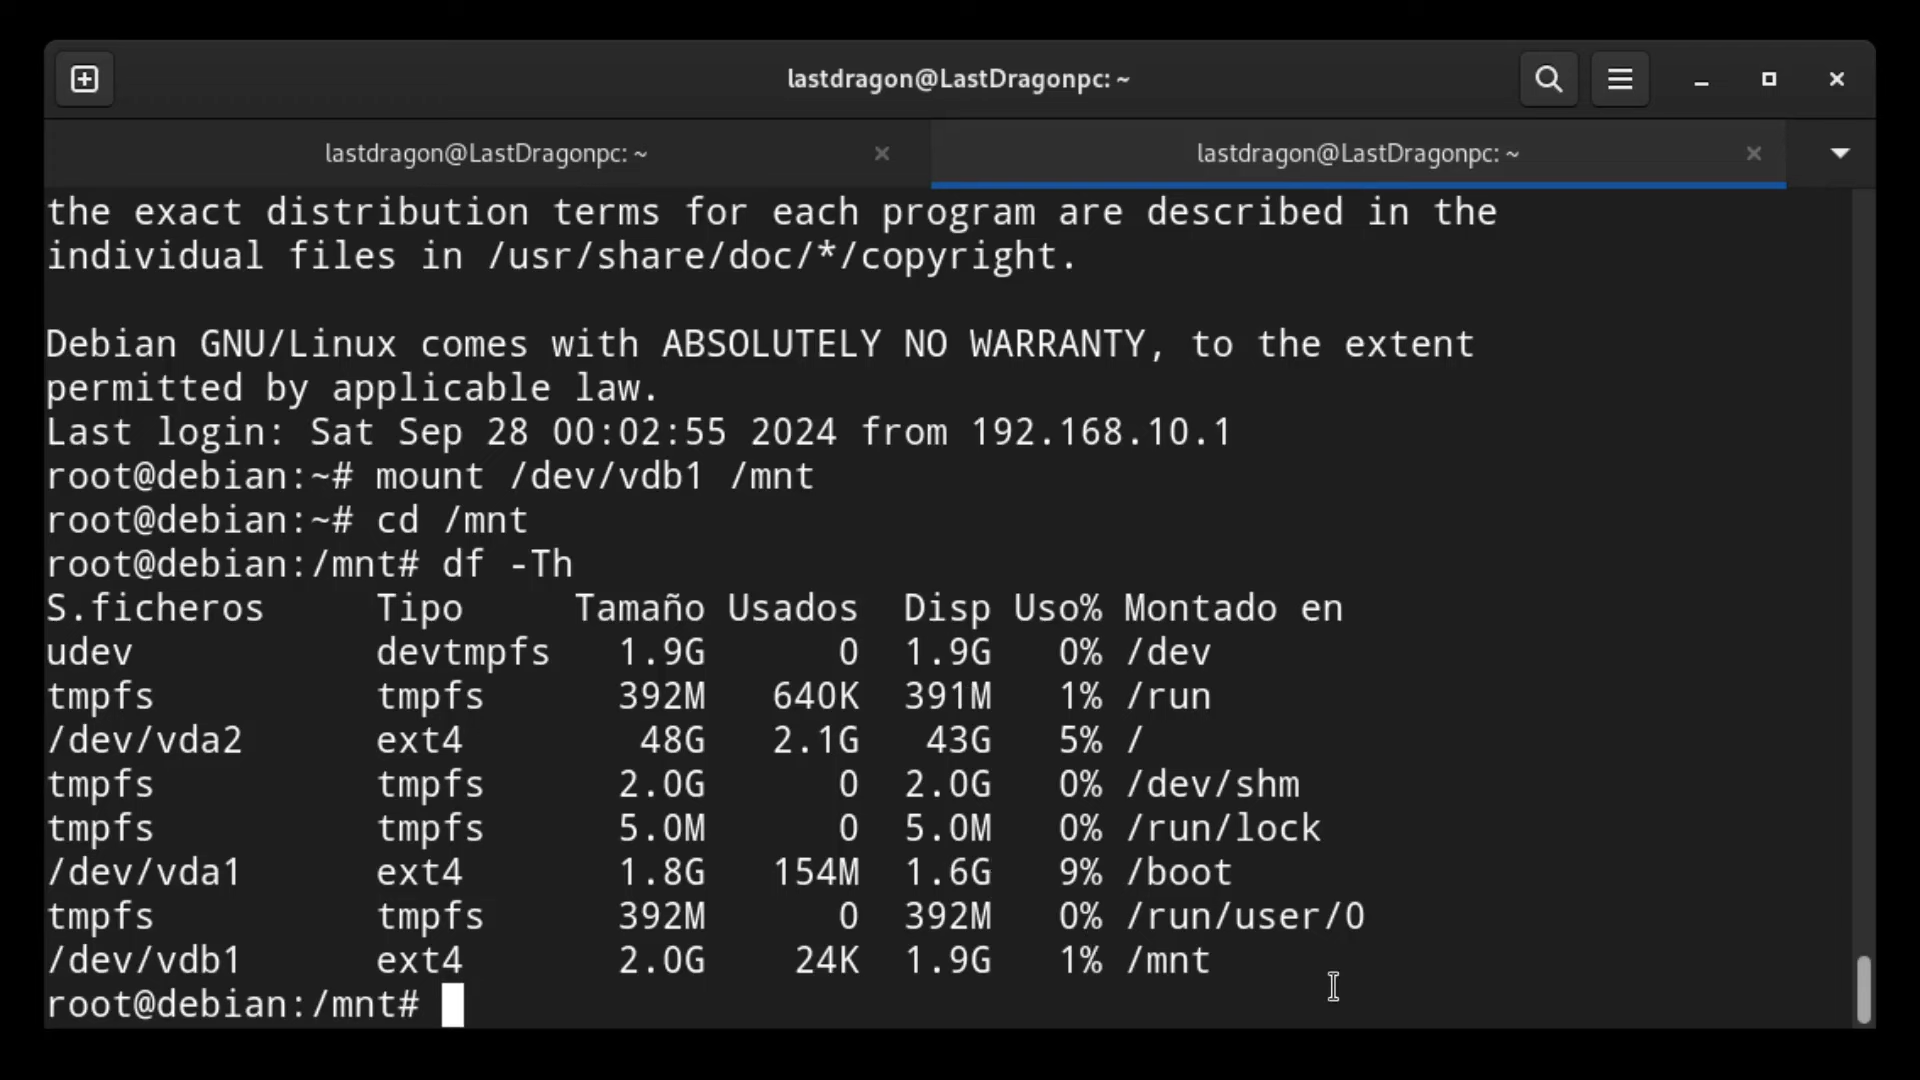 lastdragon@LastDragonpc: ~
lastdragon@LastDragonpc: ~
lastdragon@LastDragonpc: ~
the exact distribution terms for each program are described in the
individual files in /usr/share/doc/*/copyright.
Debian GNU/Linux comes with ABSOLUTELY NO WARRANTY, to the extent
permitted by applicable law.
Last login: Sat Sep 28 00:02:55 2024 from 192.168.10.1
root@debian:~# mount /dev/vdb1 /mnt
root@debian:~# cd /mnt
root@debian:/mnt# df -Th
S.ficheros     Tipo     Tamaño Usados  Disp Uso% Montado en
udev           devtmpfs   1.9G      0  1.9G   0% /dev
tmpfs          tmpfs      392M   640K  391M   1% /run
/dev/vda2      ext4        48G   2.1G   43G   5% /
tmpfs          tmpfs      2.0G      0  2.0G   0% /dev/shm
tmpfs          tmpfs      5.0M      0  5.0M   0% /run/lock
/dev/vda1      ext4       1.8G   154M  1.6G   9% /boot
tmpfs          tmpfs      392M      0  392M   0% /run/user/0
/dev/vdb1      ext4       2.0G    24K  1.9G   1% /mnt
root@debian:/mnt#